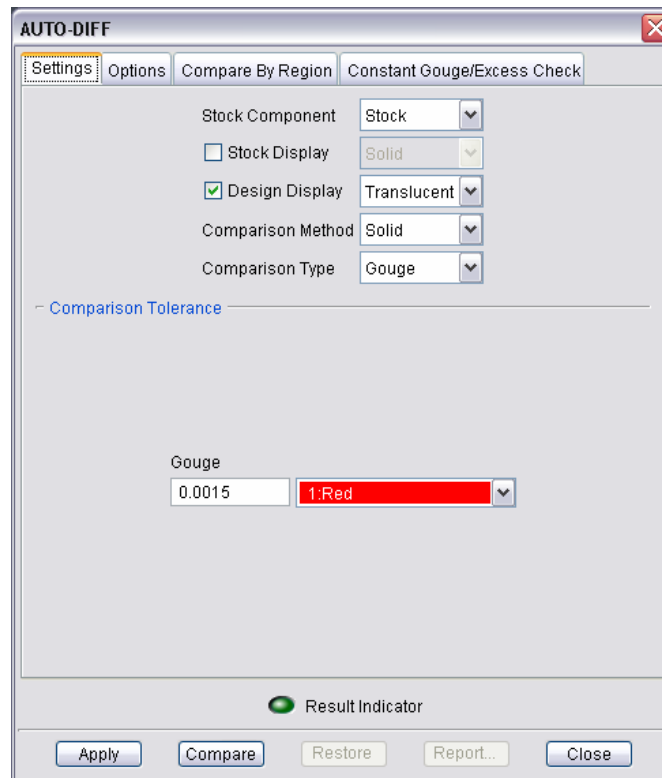 AUTO-DIFF
Settings Options Compare By Region Constant Gouge/Excess Check
Stock Component Stock
Stock Display Solid
Design Display Translucent
Comparison Method Solid
Comparison Type Gouge
Comparison Tolerance
Gouge
0.0015 1:Red
Result Indicator
Apply Compare Restore Report... Close